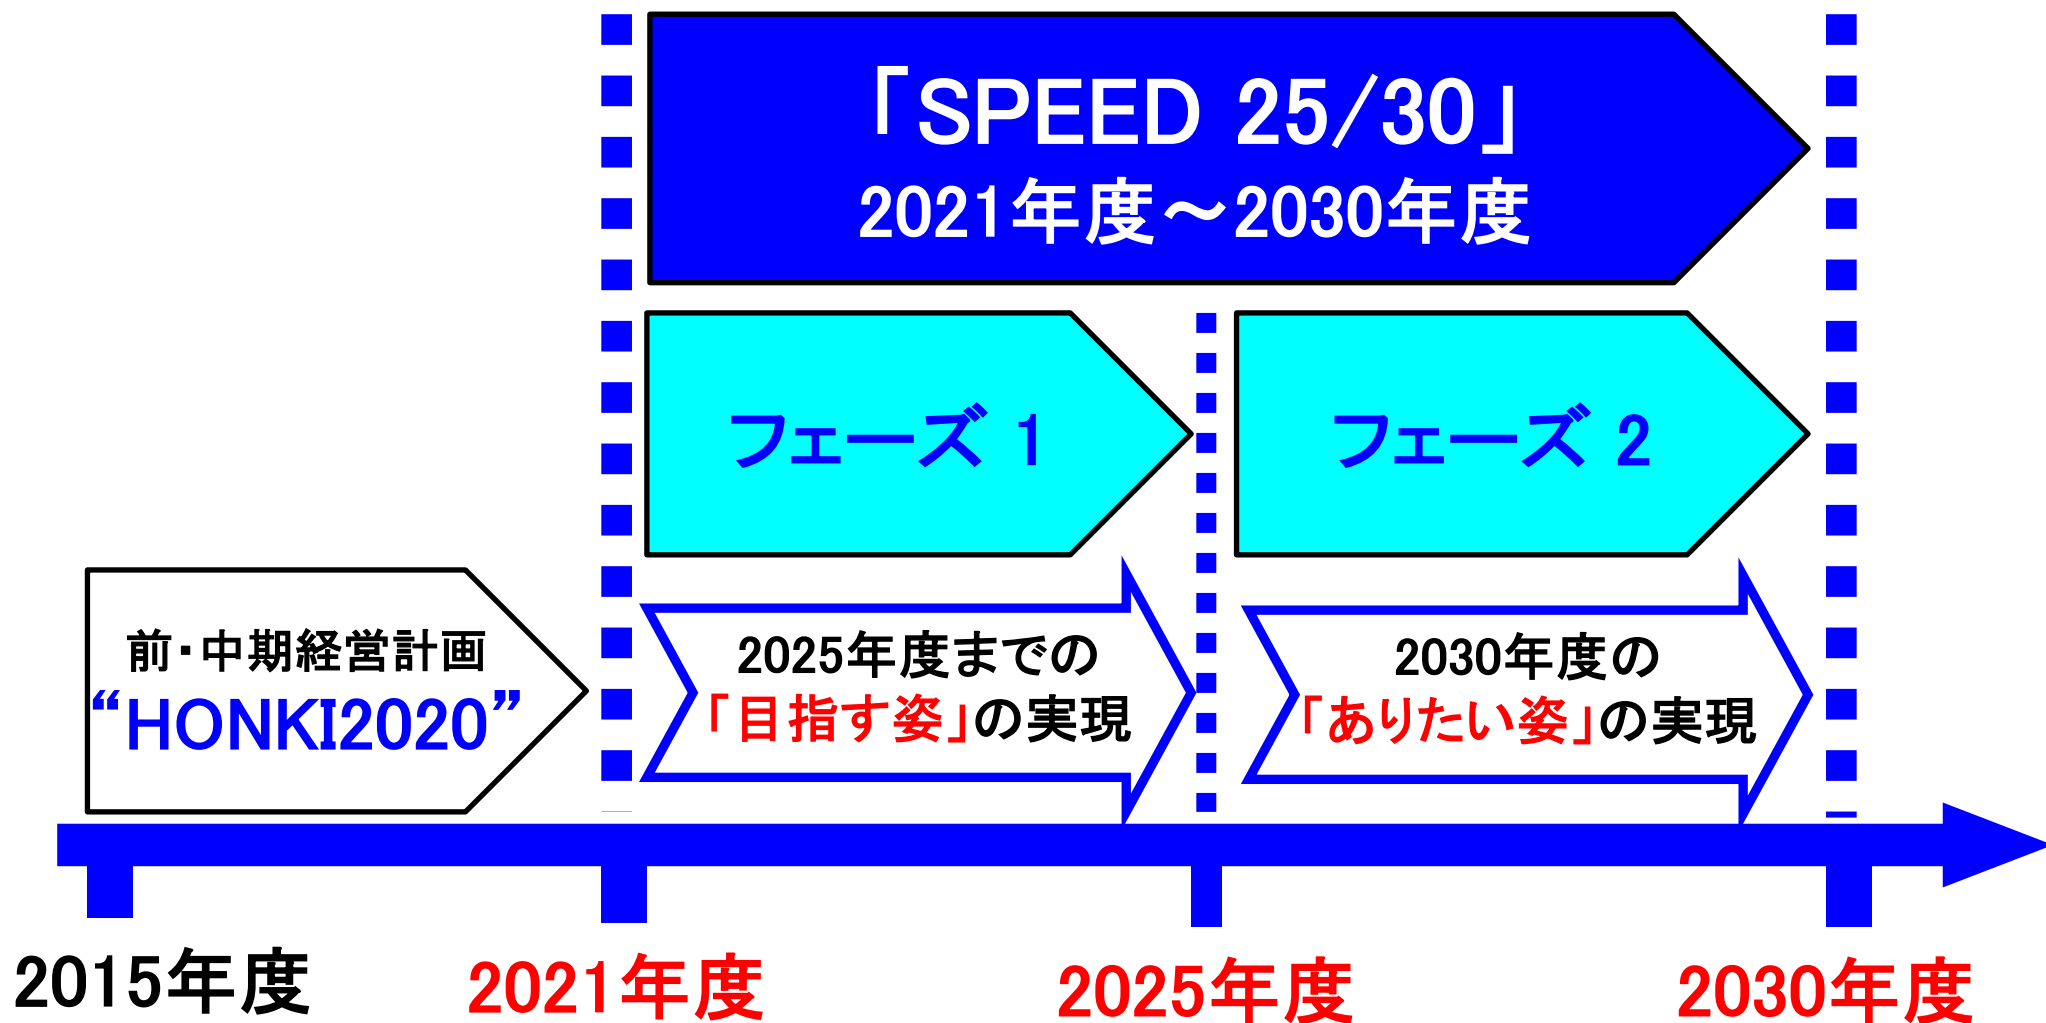 「SPEED 25/30」
2021年度～2030年度
フェーズ 1
フェーズ 2
前・中期経営計画
“HONKI2020”
2025年度までの
「目指す姿」の実現
2030年度の
「ありたい姿」の実現
2015年度
2021年度
2025年度
2030年度